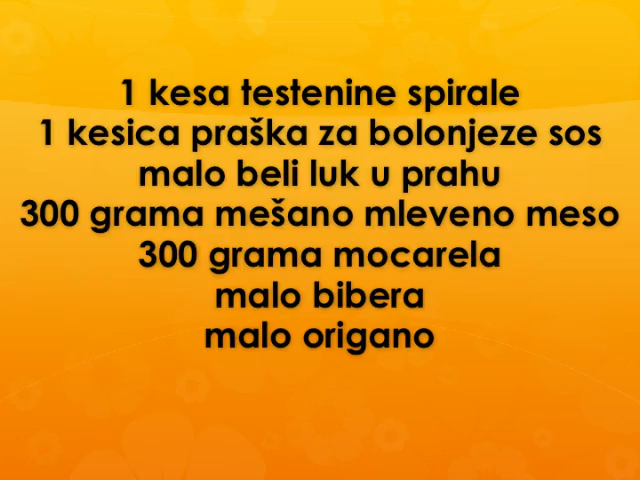 1 kesa testenine spirale
1 kesica praška za bolonjeze sos
malo beli luk u prahu
300 grama mešano mleveno meso
300 grama mocarela
malo bibera
malo origano